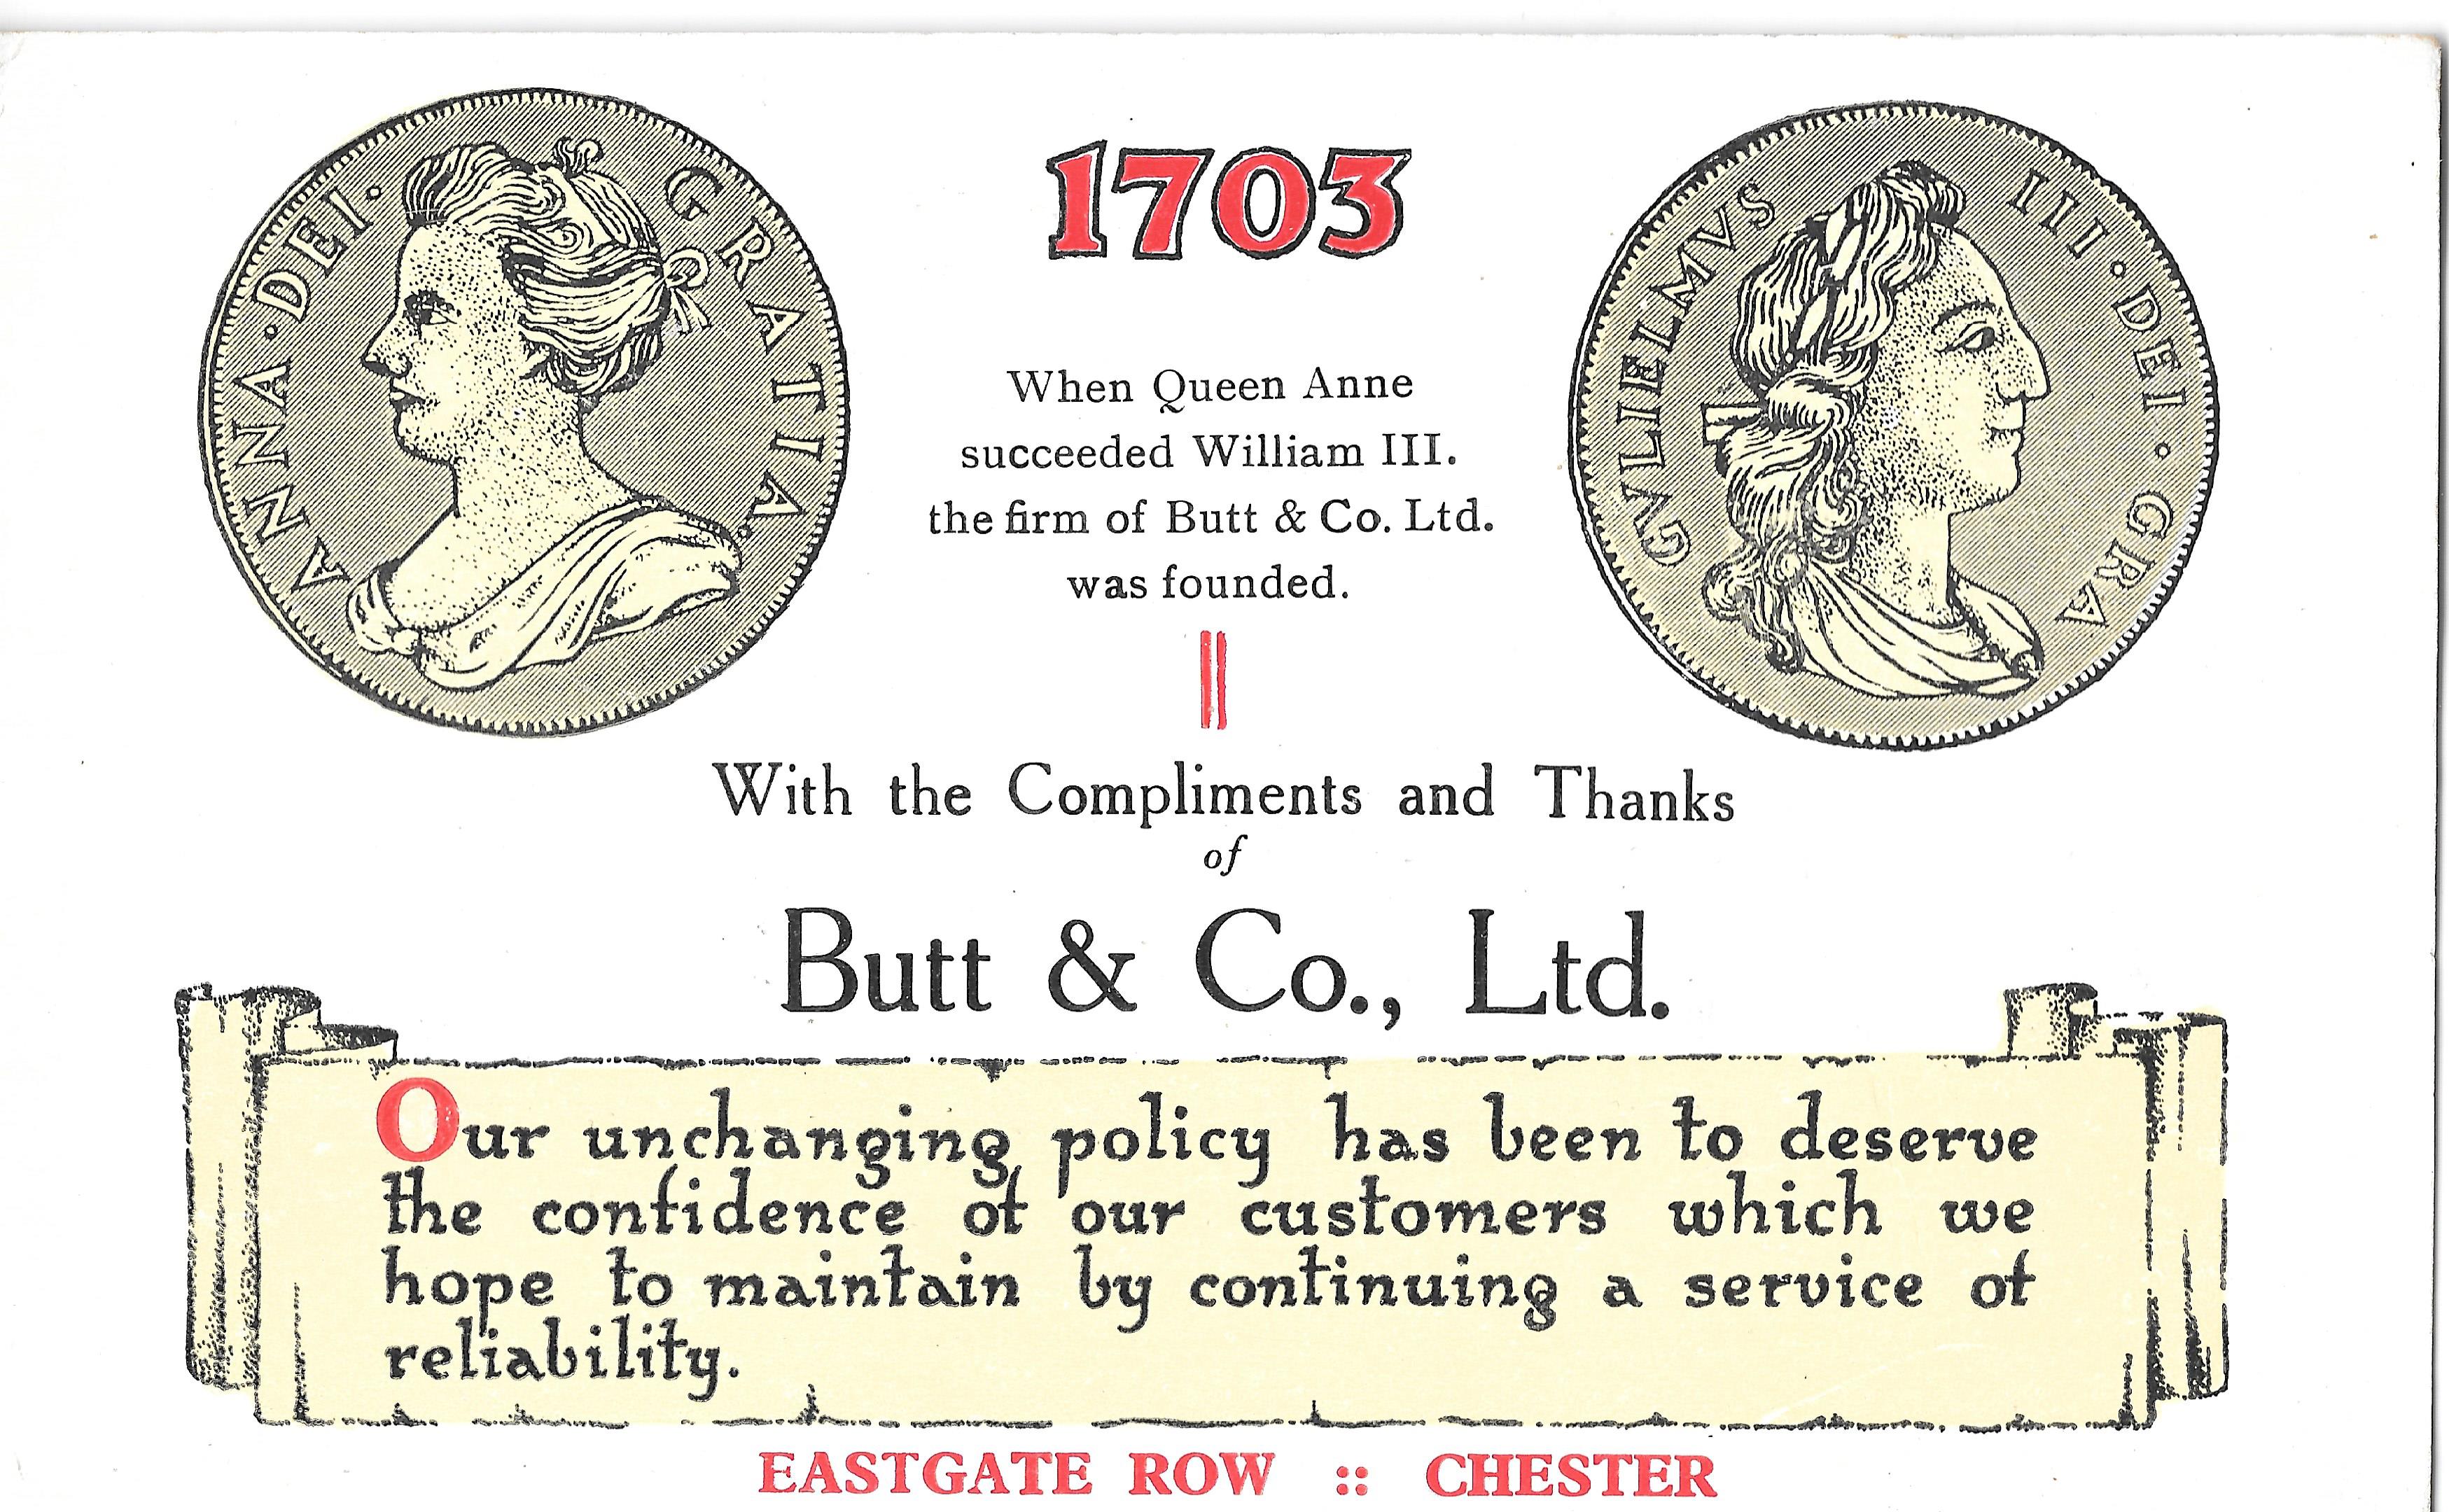 ANNA · DEI · GRATIA ·
1703
GVLIELMVS III · DEI · GRA
When Queen Anne
succeeded William III.
the firm of Butt & Co. Ltd.
was founded.
With the Compliments and Thanks
of
Butt & Co., Ltd.
Our unchanging policy has been to deserve
the confidence of our customers which we
hope to maintain by continuing a service of
reliability.
EASTGATE ROW :: CHESTER